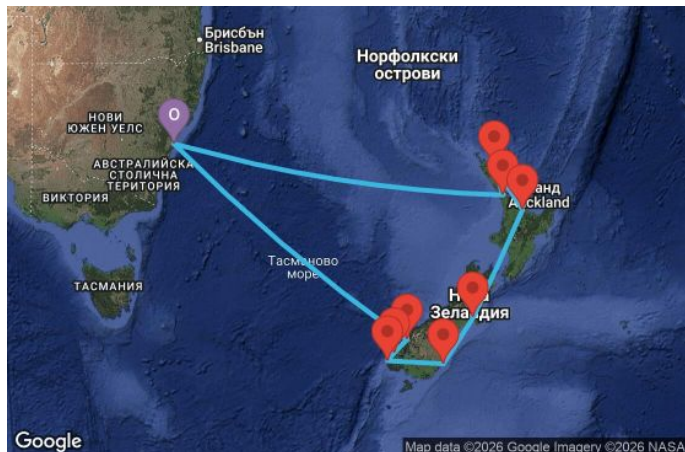 Брисбън
Brisbane
Норфолкски
острови
НОВИ
ЮЖЕН УЕЛС
О
АВСТРАЛИЙСКА
СТОЛИЧНА
ТЕРИТОРИЯ
ВИКТОРИЯ
Auckland
Тасманово
море
ТАСМАНИЯ
Нова
Зеландия
Google
Map data ©2026 Google Imagery ©2026 NASA